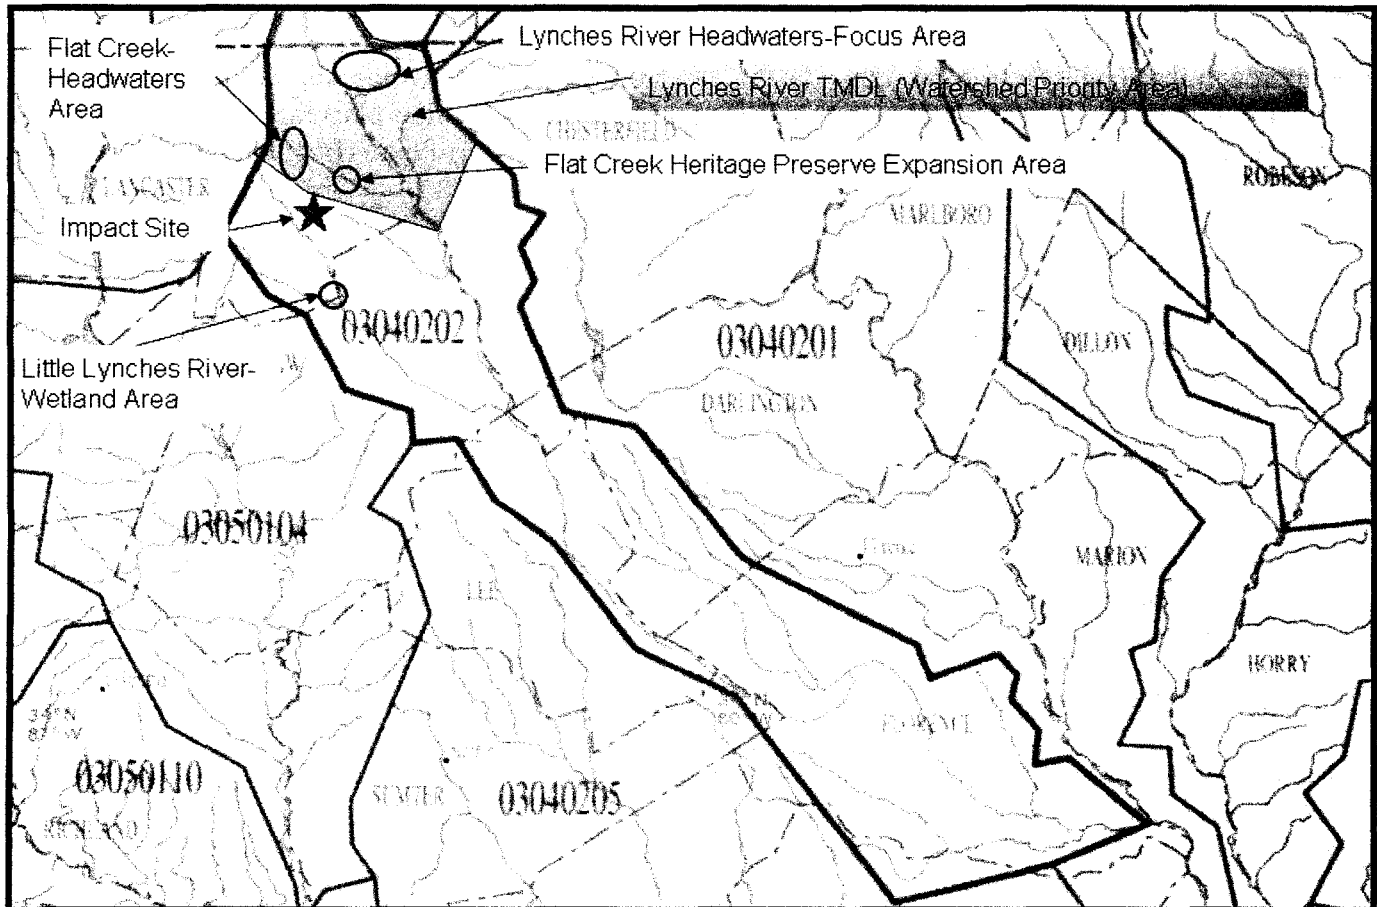 Flat Creek-
Headwaters
Area
Lynches River Headwaters-Focus Area
Lynches River TMDL (Watershed Priority Area)
CHESTERFIELD
Flat Creek Heritage Preserve Expansion Area
ROBESON
LANCASTER
MARLBORO
Impact Site
03040202
03040201
DILLON
Little Lynches River-
Wetland Area
DARLINGTON
03050104
MARION
LEE
HORRY
FLORENCE
03050110
SUMTER
03040205
RICHLAND